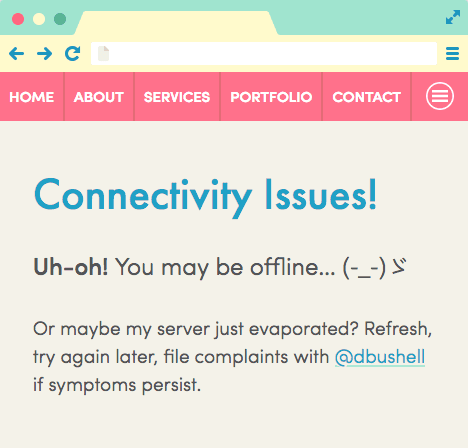 HOME ABOUT SERVICES PORTFOLIO CONTACT
Connectivity Issues!
Uh-oh! You may be offline... (-_-)ゞ
Or maybe my server just evaporated? Refresh,
try again later, file complaints with @dbushell
if symptoms persist.